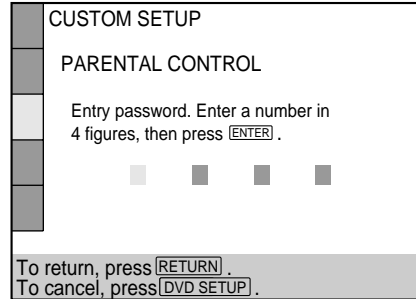 CUSTOM SETUP
PARENTAL CONTROL
Entry password. Enter a number in
4 figures, then press ENTER .
To return, press RETURN .
To cancel, press DVD SETUP .